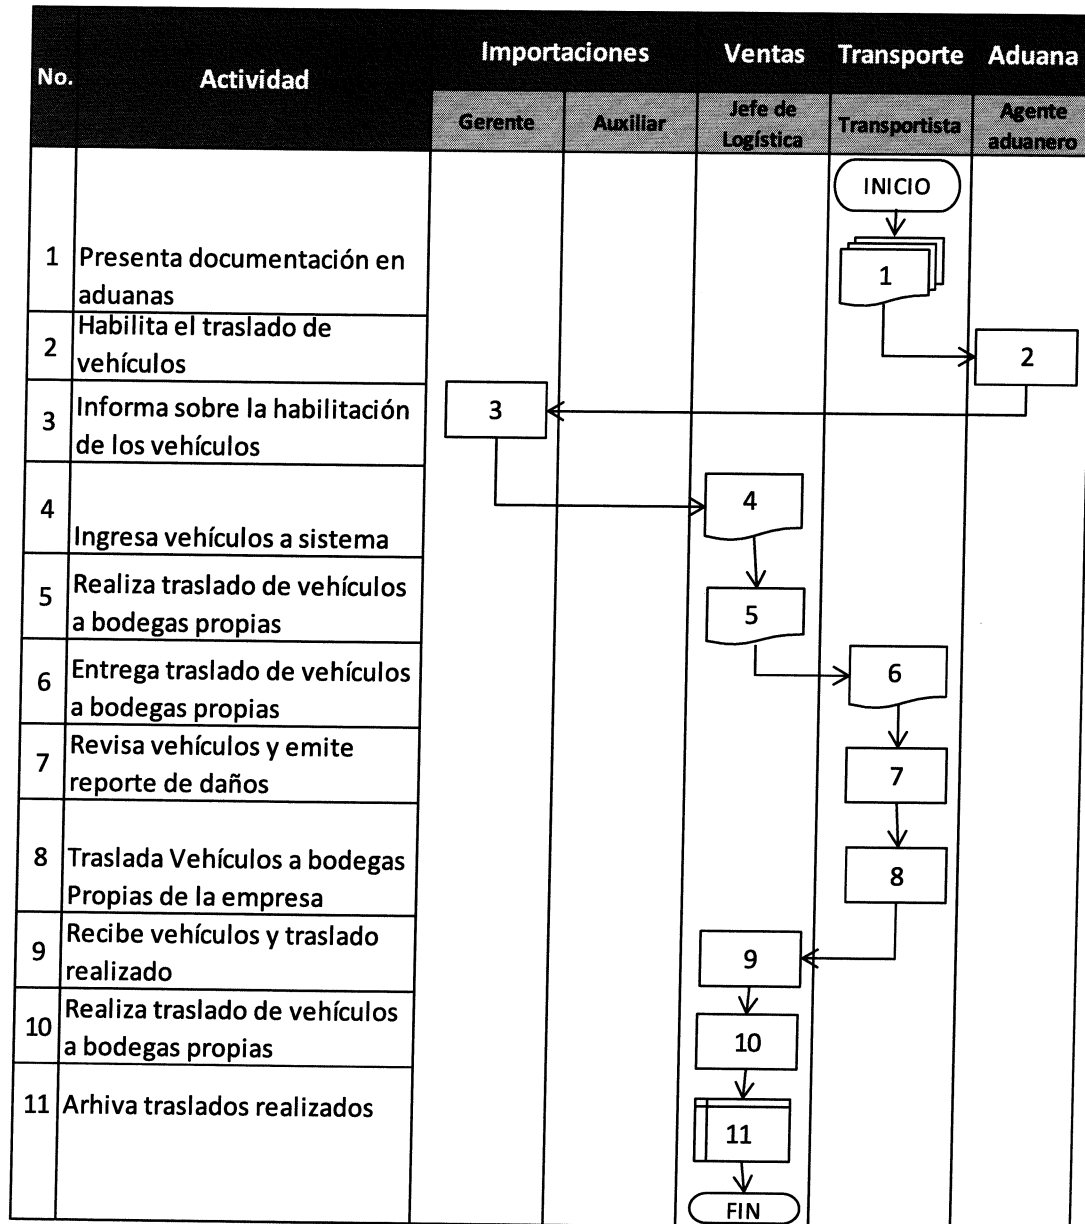 No. Actividad Importaciones Ventas Transporte Aduana
Gerente Auxiliar Jefe de Logística Transportista Agente aduanero
INICIO
1 Presenta documentación en
aduanas
1
2 Habilita el traslado de
vehículos
2
3 Informa sobre la habilitación
de los vehículos
3
4 Ingresa vehículos a sistema
4
5 Realiza traslado de vehículos
a bodegas propias
5
6 Entrega traslado de vehículos
a bodegas propias
6
7 Revisa vehículos y emite
reporte de daños
7
8 Traslada Vehículos a bodegas
Propias de la empresa
8
9 Recibe vehículos y traslado
realizado
9
10 Realiza traslado de vehículos
a bodegas propias
10
11 Arhiva traslados realizados
11
FIN